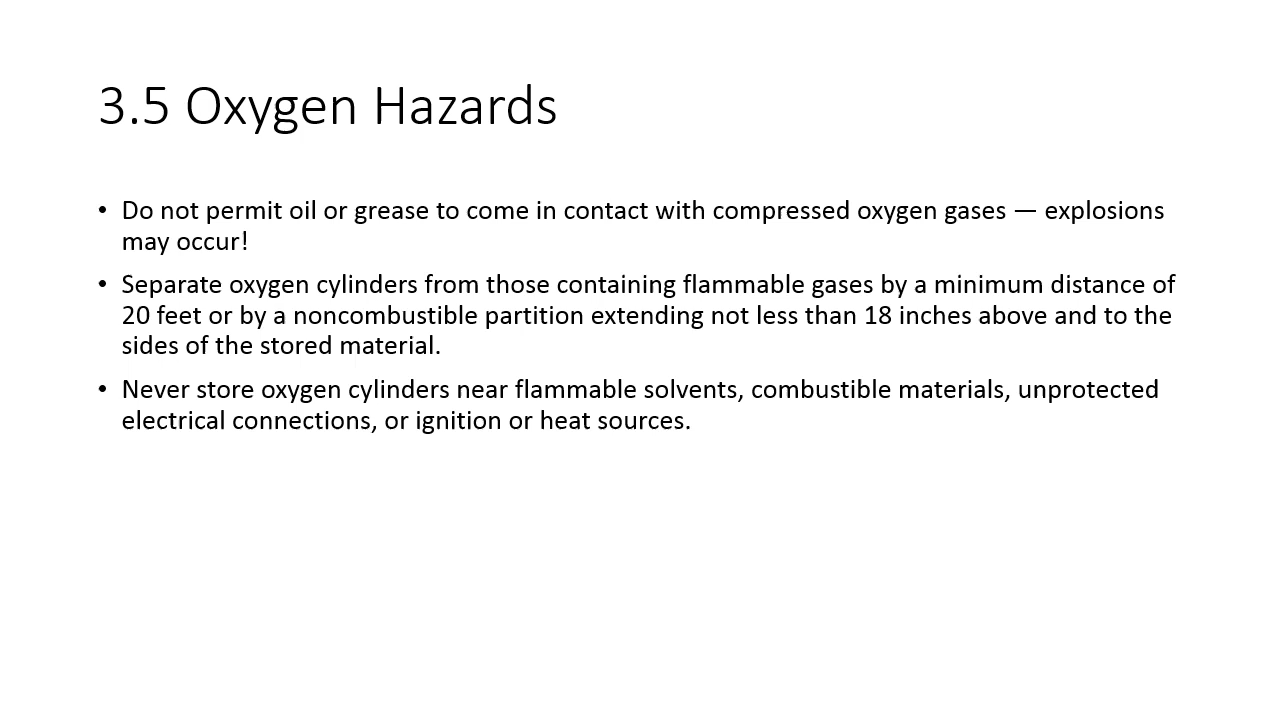 3.5 Oxygen Hazards
• Do not permit oil or grease to come in contact with compressed oxygen gases — explosions
may occur!
• Separate oxygen cylinders from those containing flammable gases by a minimum distance of
20 feet or by a noncombustible partition extending not less than 18 inches above and to the
sides of the stored material.
• Never store oxygen cylinders near flammable solvents, combustible materials, unprotected
electrical connections, or ignition or heat sources.